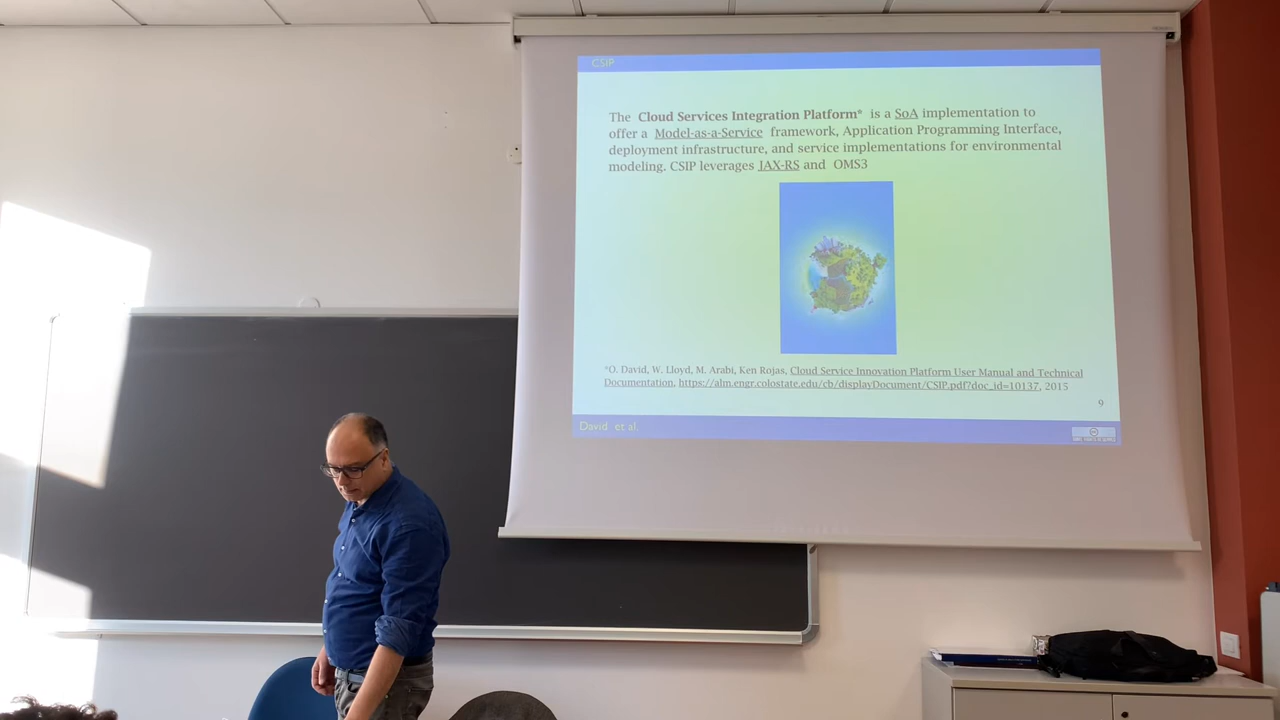 CSIP
The Cloud Services Integration Platform* is a SoA implementation to
offer a Model-as-a-Service framework, Application Programming Interface,
deployment infrastructure, and service implementations for environmental
modeling. CSIP leverages JAX-RS and OMS3
*O. David, W. Lloyd, M. Arabi, Ken Rojas, Cloud Service Innovation Platform User Manual and Technical
Documentation, https://alm.engr.colostate.edu/cb/displayDocument/CSIP.pdf?doc_id=10137, 2015
9
David et al.